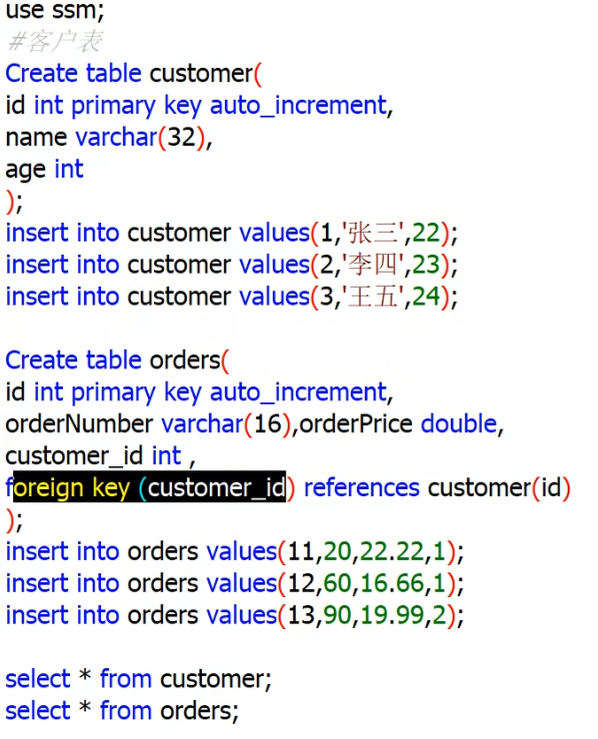 use ssm;
#客户表
Create table customer(
id int primary key auto_increment,
name varchar(32),
age int
);
insert into customer values(1,'张三',22);
insert into customer values(2,'李四',23);
insert into customer values(3,'王五',24);
Create table orders(
id int primary key auto_increment,
orderNumber varchar(16),orderPrice double,
customer_id int ,
foreign key (customer_id) references customer(id)
);
insert into orders values(11,20,22.22,1);
insert into orders values(12,60,16.66,1);
insert into orders values(13,90,19.99,2);
select * from customer;
select * from orders;